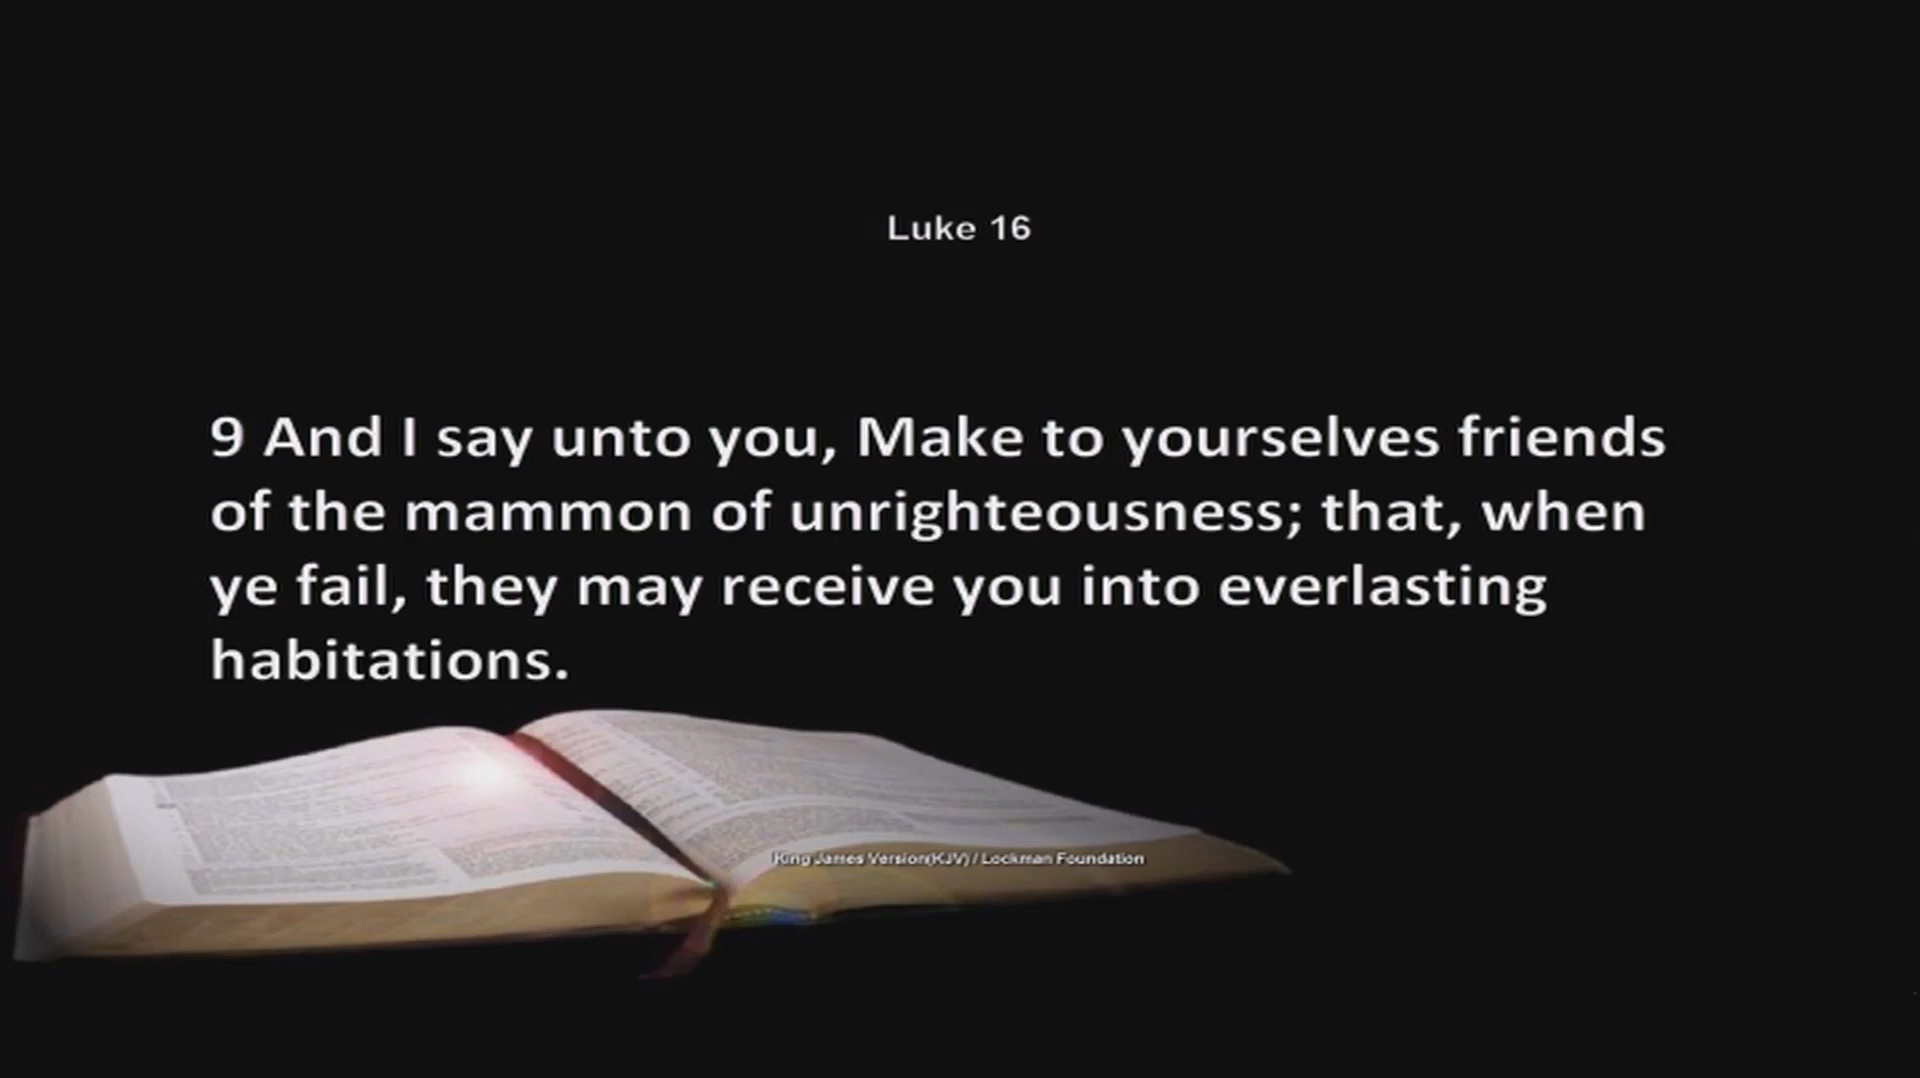 Luke 16
9 And I say unto you, Make to yourselves friends
of the mammon of unrighteousness; that, when
ye fail, they may receive you into everlasting
habitations.
King James Version(KJV) / Lockman Foundation